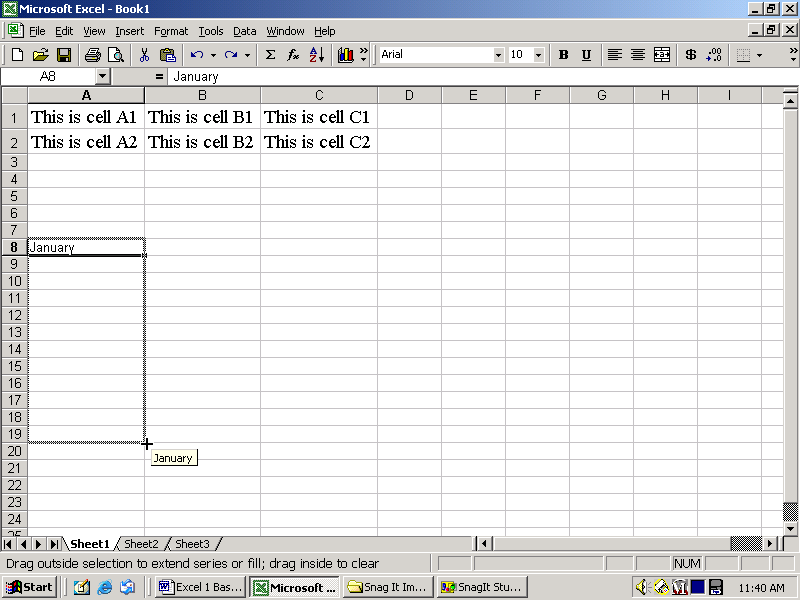 Microsoft Excel - Book1
File Edit View Insert Format Tools Data Window Help
Arial 10 B U $ .00
A8 = January
A B C D E F G H I
1 This is cell A1 This is cell B1 This is cell C1
2 This is cell A2 This is cell B2 This is cell C2
3
4
5
6
7
8 January
9
10
11
12
13
14
15
16
17
18
19
20
January
21
22
23
24
25
Sheet1 Sheet2 Sheet3
Drag outside selection to extend series or fill; drag inside to clear NUM
Start Excel 1 Bas... Microsoft ... Snag It Im... SnagIt Stu... 11:40 AM